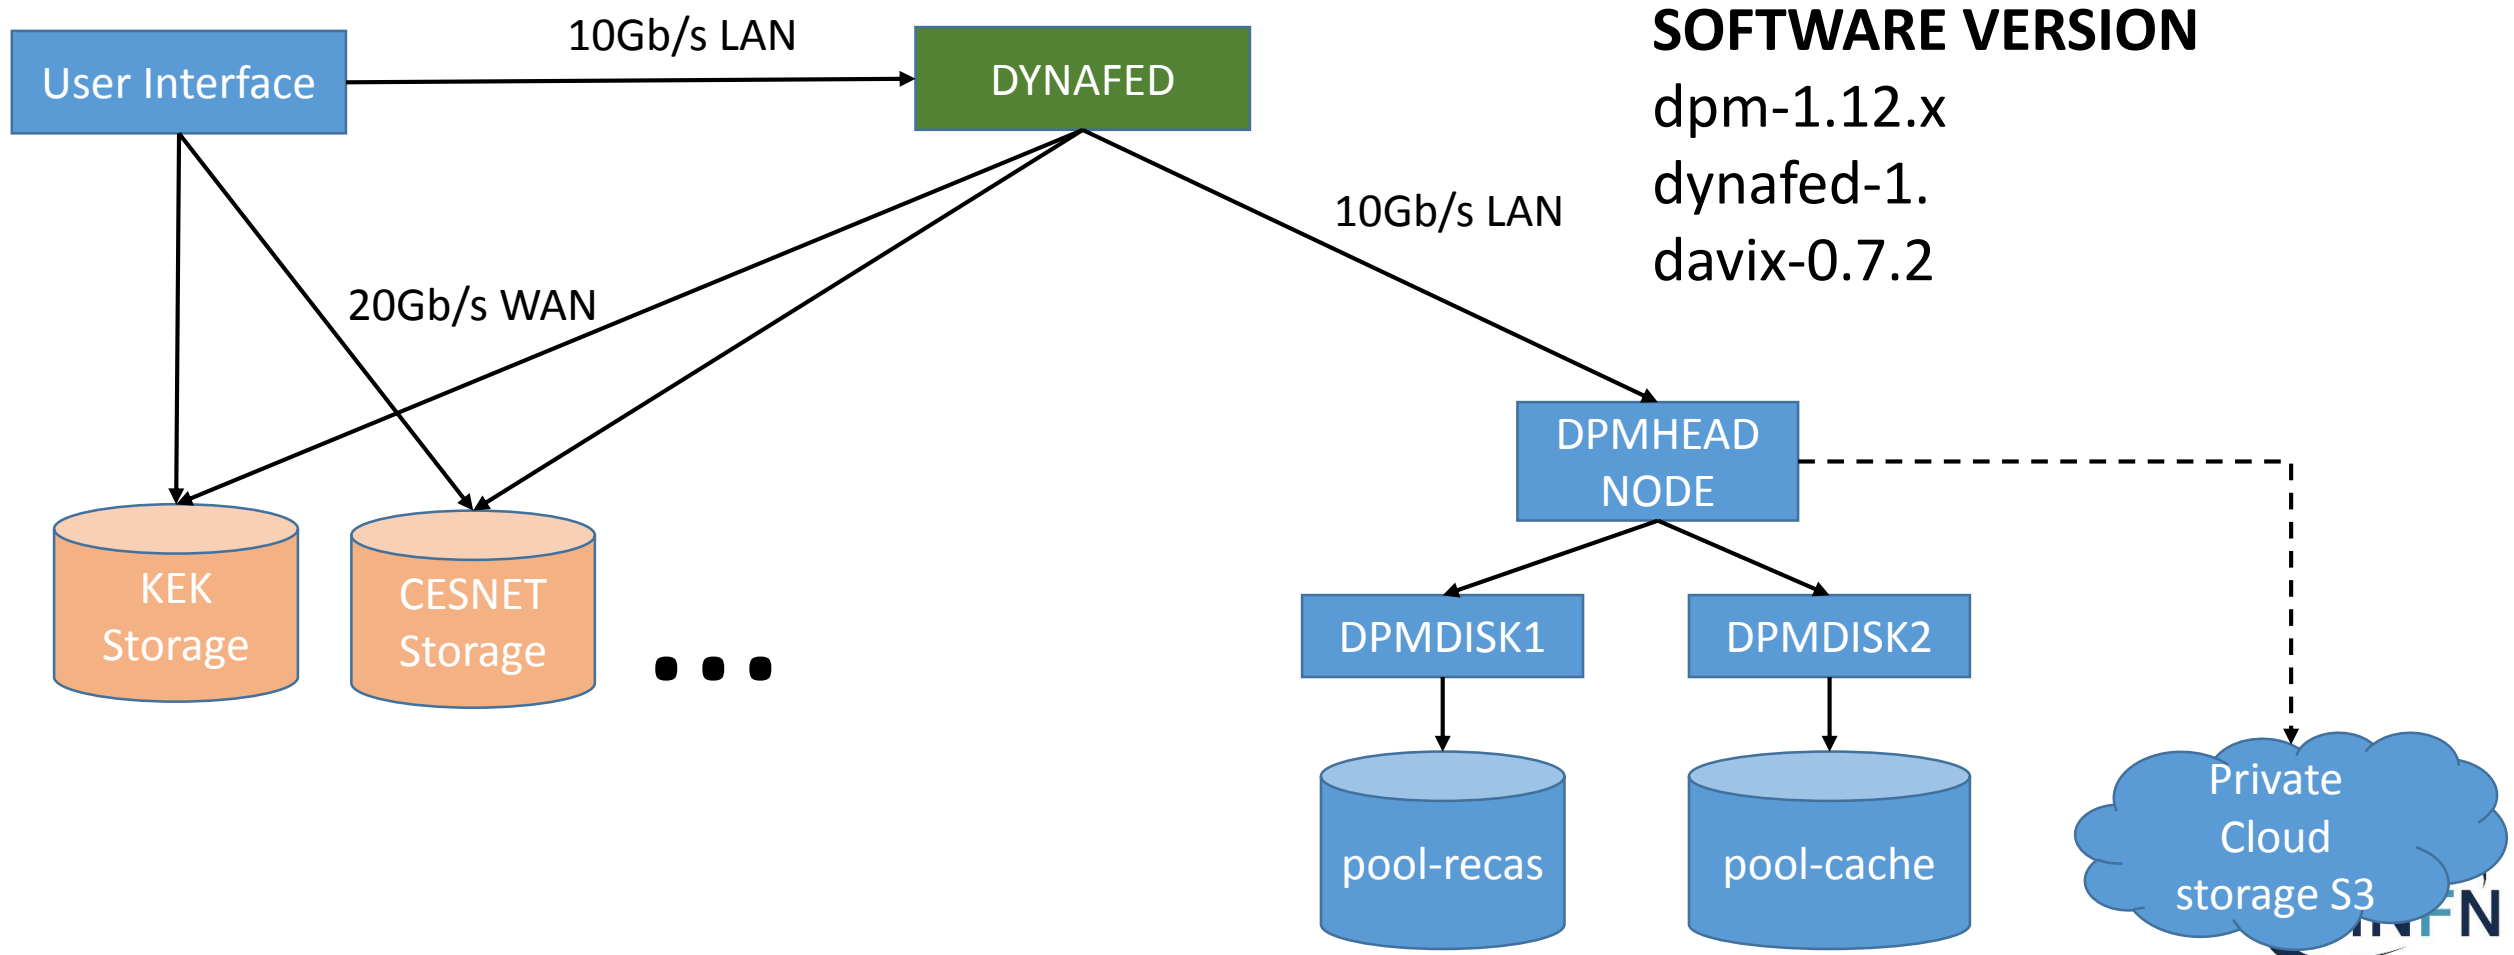 10Gb/s LAN
User Interface
DYNAFED
SOFTWARE VERSION
dpm-1.12.x
dynafed-1.
davix-0.7.2
10Gb/s LAN
20Gb/s WAN
DPMHEAD
NODE
KEK
Storage
CESNET
Storage
...
DPMDISK1
DPMDISK2
pool-recas
pool-cache
Private
Cloud
storage S3